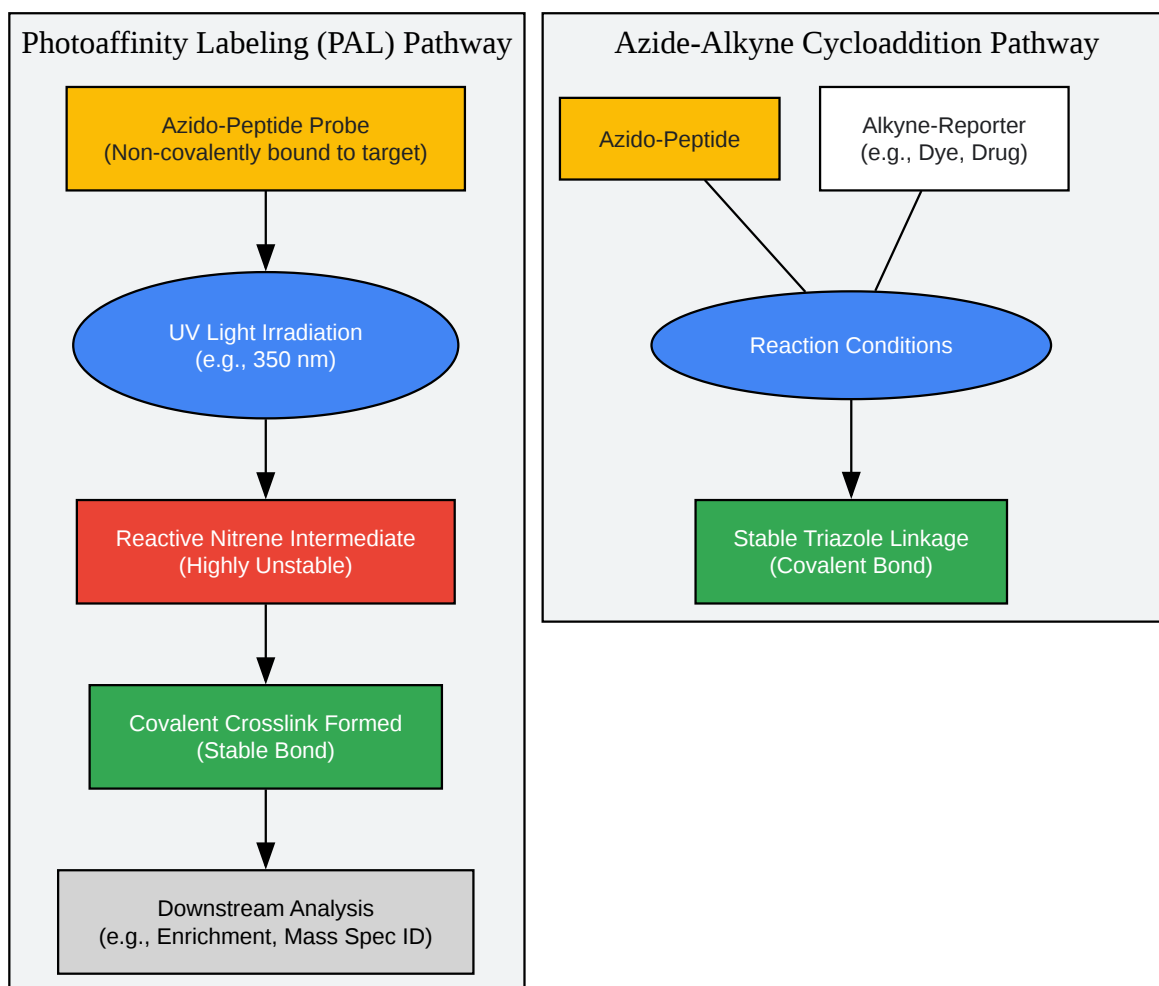 Photoaffinity Labeling (PAL) Pathway
Azido-Peptide Probe
(Non-covalently bound to target)
UV Light Irradiation
(e.g., 350 nm)
Reactive Nitrene Intermediate
(Highly Unstable)
Covalent Crosslink Formed
(Stable Bond)
Downstream Analysis
(e.g., Enrichment, Mass Spec ID)
Azide-Alkyne Cycloaddition Pathway
Azido-Peptide
Alkyne-Reporter
(e.g., Dye, Drug)
Reaction Conditions
Stable Triazole Linkage
(Covalent Bond)